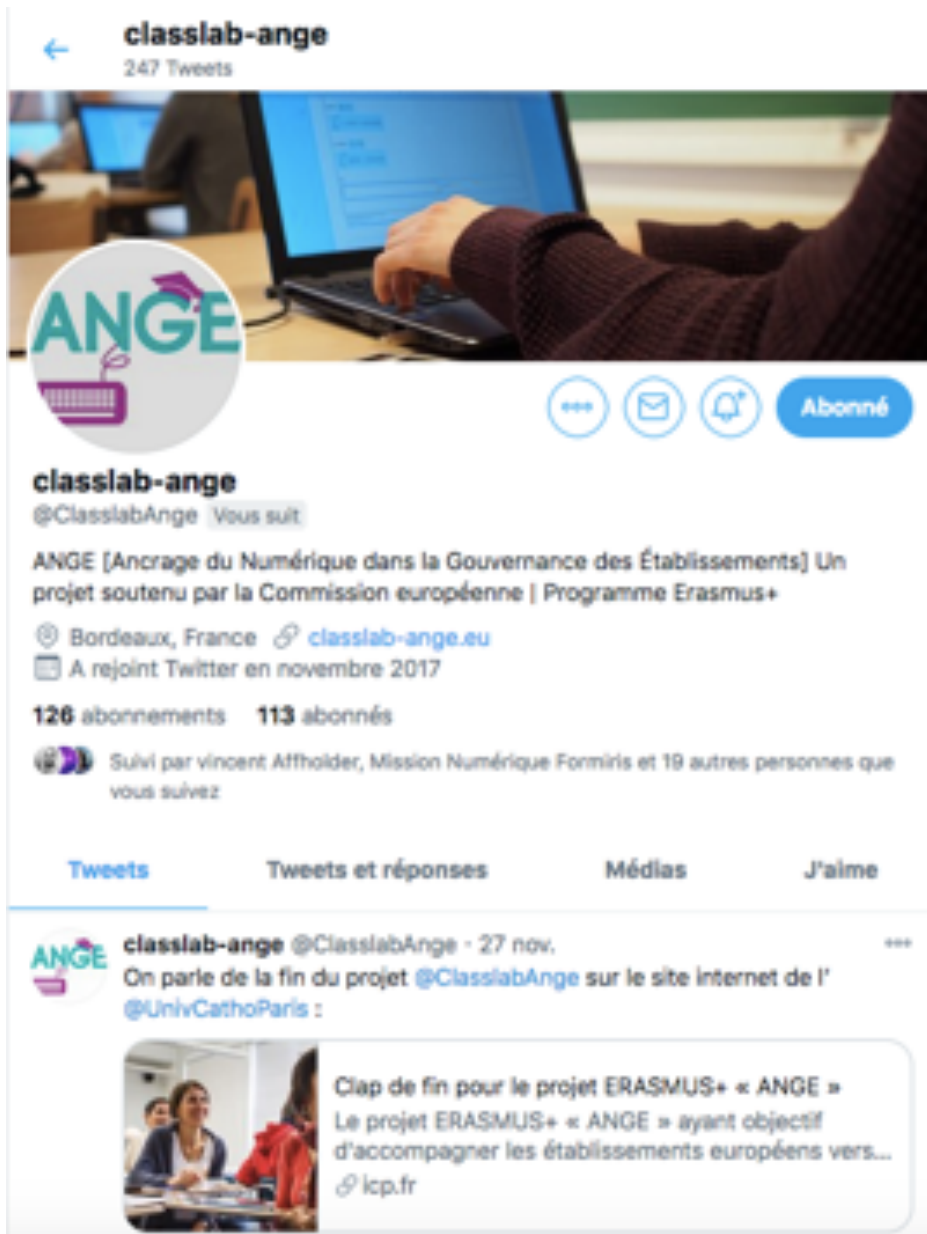 classlab-ange
247 Tweets
ANGE
Abonné
classlab-ange
@ClasslabAnge Vous suit
ANGE [Ancrage du Numérique dans la Gouvernance des Établissements] Un
projet soutenu par la Commission européenne | Programme Erasmus+
Bordeaux, France classlab-ange.eu
A rejoint Twitter en novembre 2017
126 abonnements 113 abonnés
Suivi par vincent Affholder, Mission Numérique Formiris et 19 autres personnes que
vous suivez
Tweets Tweets et réponses Médias J'aime
ANGE
classlab-ange @ClasslabAnge · 27 nov.
On parle de la fin du projet @ClasslabAnge sur le site internet de l'
@UnivCathoParis :
Clap de fin pour le projet ERASMUS+ « ANGE »
Le projet ERASMUS+ « ANGE » ayant objectif
d'accompagner les établissements européens vers...
icp.fr